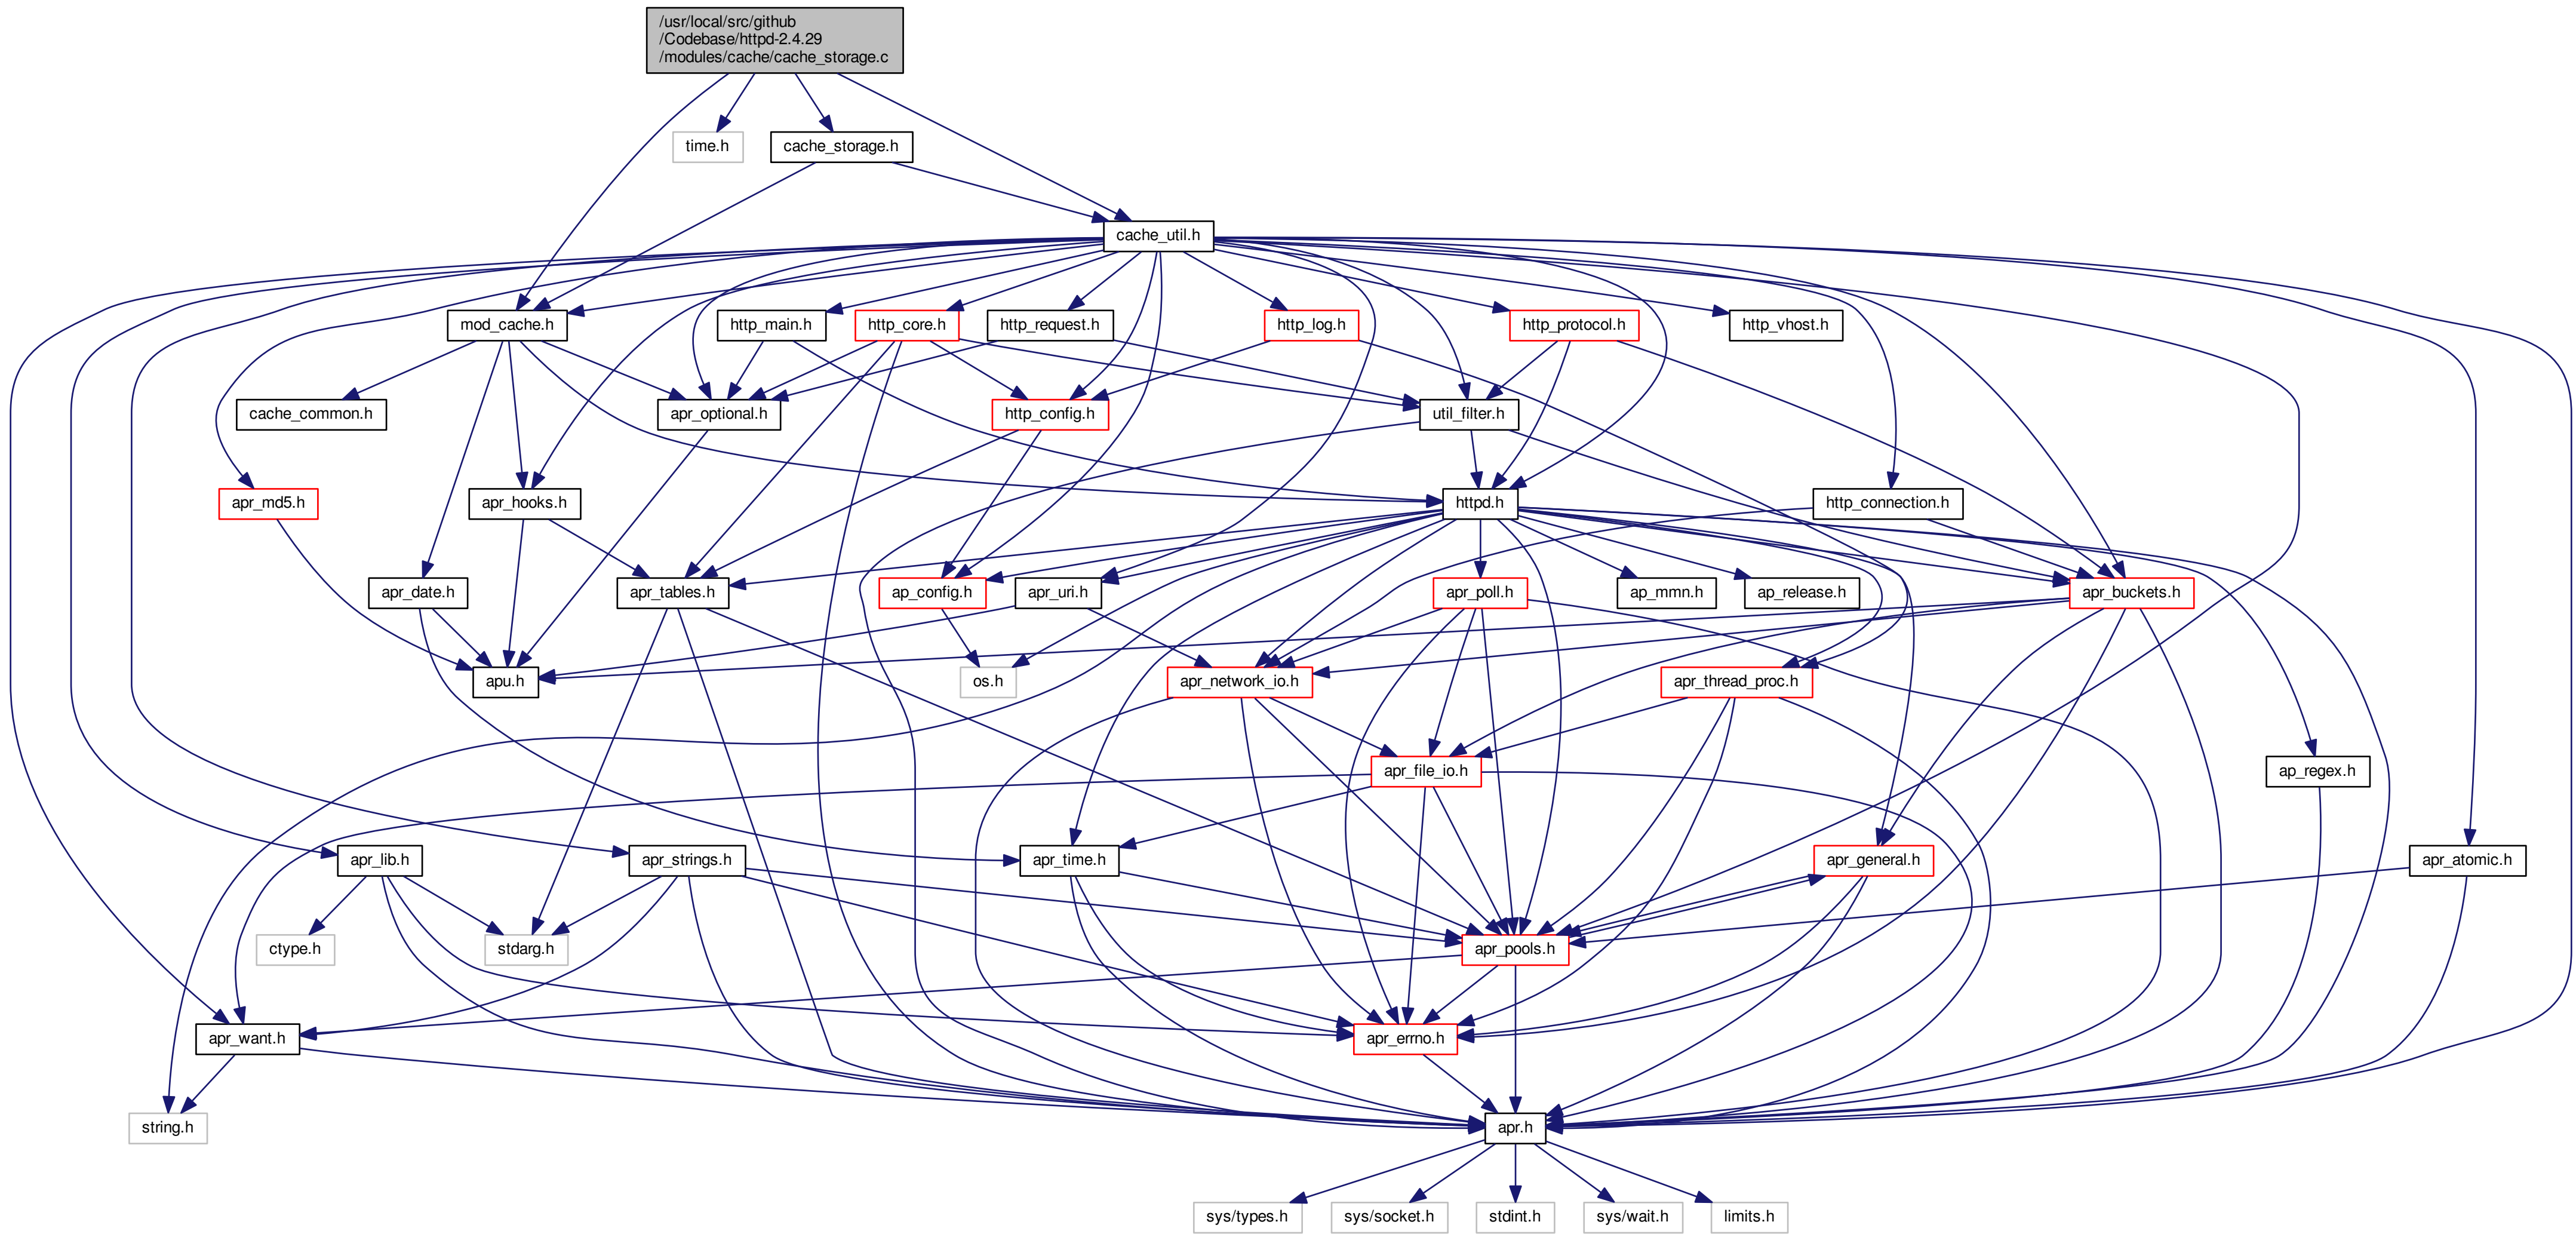 /usr/local/src/github
/Codebase/httpd-2.4.29
/modules/cache/cache_storage.c
time.h
cache_storage.h
cache_util.h
mod_cache.h
http_main.h
http_core.h
http_request.h
http_log.h
http_protocol.h
http_vhost.h
cache_common.h
apr_optional.h
http_config.h
util_filter.h
apr_md5.h
apr_hooks.h
httpd.h
http_connection.h
apr_date.h
apr_tables.h
ap_config.h
apr_uri.h
apr_poll.h
ap_mmn.h
ap_release.h
apr_buckets.h
apu.h
os.h
apr_network_io.h
apr_thread_proc.h
apr_file_io.h
ap_regex.h
apr_lib.h
apr_strings.h
apr_time.h
apr_general.h
apr_atomic.h
ctype.h
stdarg.h
apr_pools.h
apr_want.h
apr_errno.h
string.h
apr.h
sys/types.h
sys/socket.h
stdint.h
sys/wait.h
limits.h